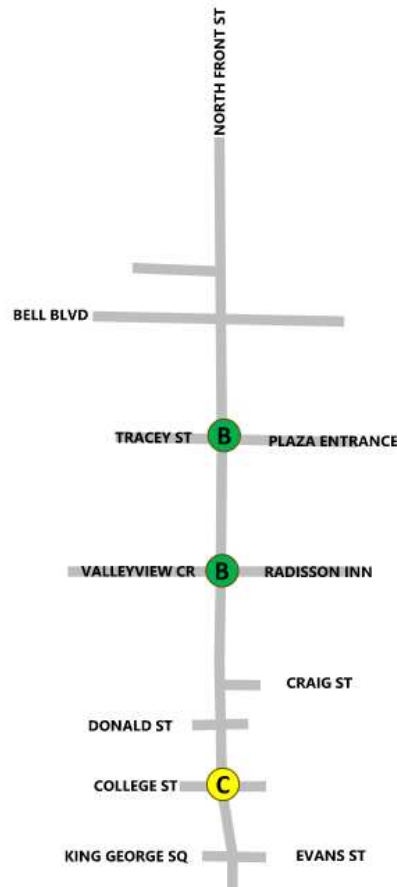 NORTH FRONT ST
BELL BLVD
TRACEY ST B PLAZA ENTRANCE
VALLEYVIEW CR B RADISSON INN
CRAIG ST
DONALD ST
COLLEGE ST C
KING GEORGE SQ EVANS ST